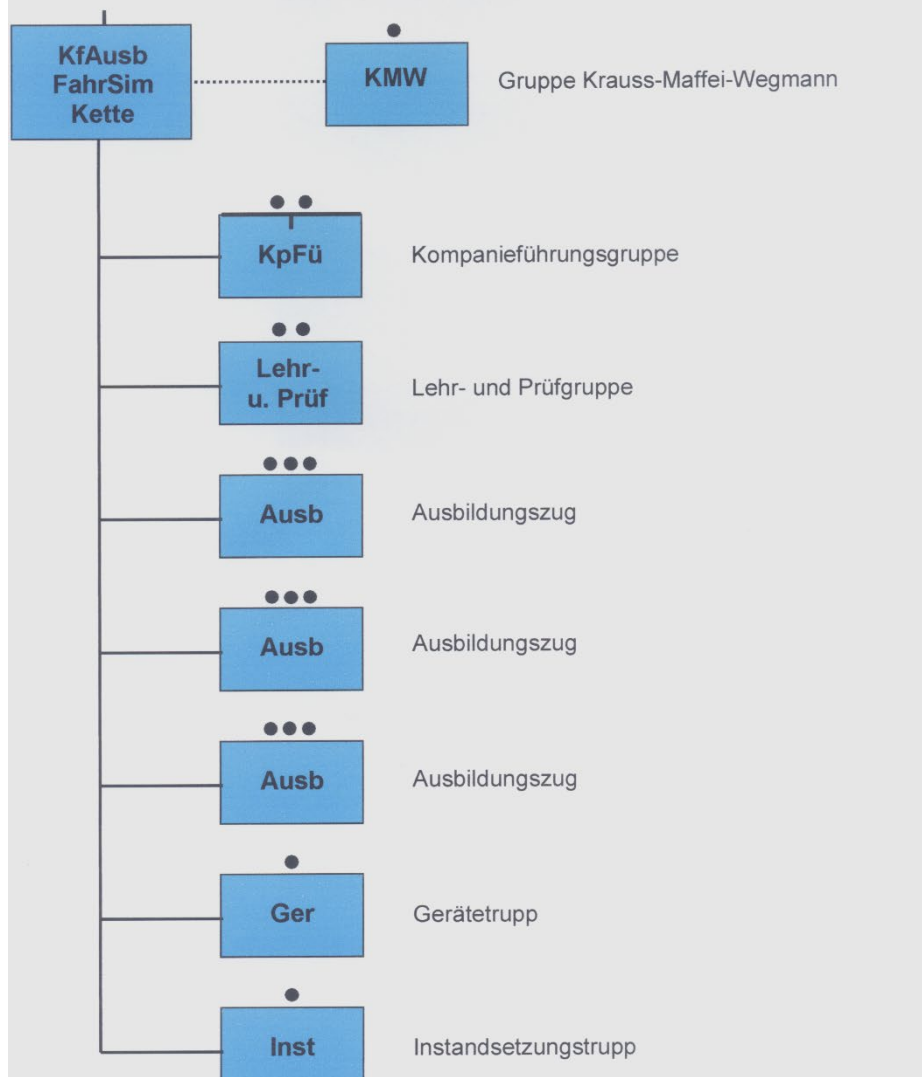 KfAusb
FahrSim
Kette
KMW
Gruppe Krauss-Maffei-Wegmann
KpFü
Kompanieführungsgruppe
Lehr-
u. Prüf
Lehr- und Prüfgruppe
Ausb
Ausbildungszug
Ausb
Ausbildungszug
Ausb
Ausbildungszug
Ger
Gerätetrupp
Inst
Instandsetzungstrupp